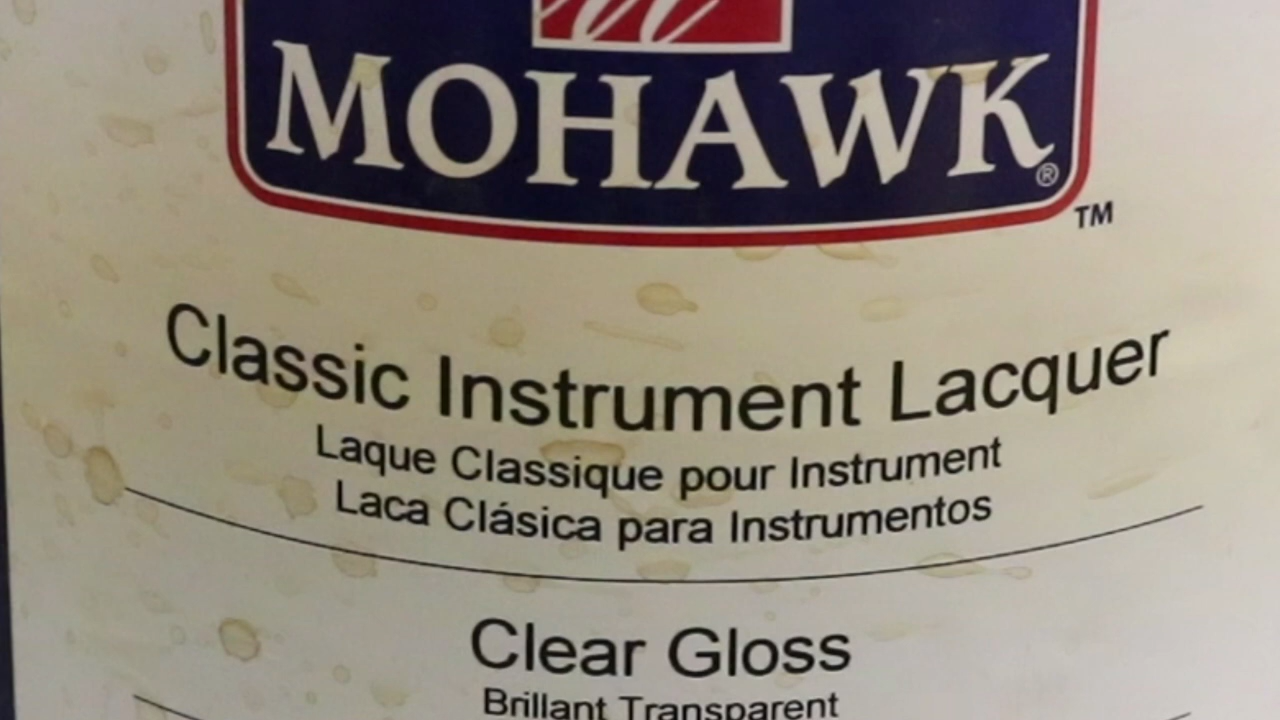 MOHAWK®
TM
Classic Instrument Lacquer
Laque Classique pour Instrument
Laca Clásica para Instrumentos
Clear Gloss
Brillant Transparent